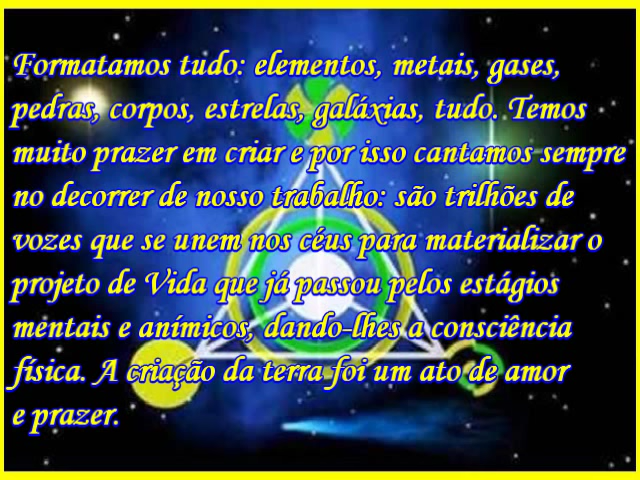 Formatamos tudo: elementos, metais, gases,
pedras, corpos, estrelas, galáxias, tudo. Temos
muito prazer em criar e por isso cantamos sempre
no decorrer de nosso trabalho: são trilhões de
vozes que se unem nos céus para materializar o
projeto de Vida que já passou pelos estágios
mentais e anímicos, dando-lhes a consciência
física. A criação da terra foi um ato de amor
e prazer.